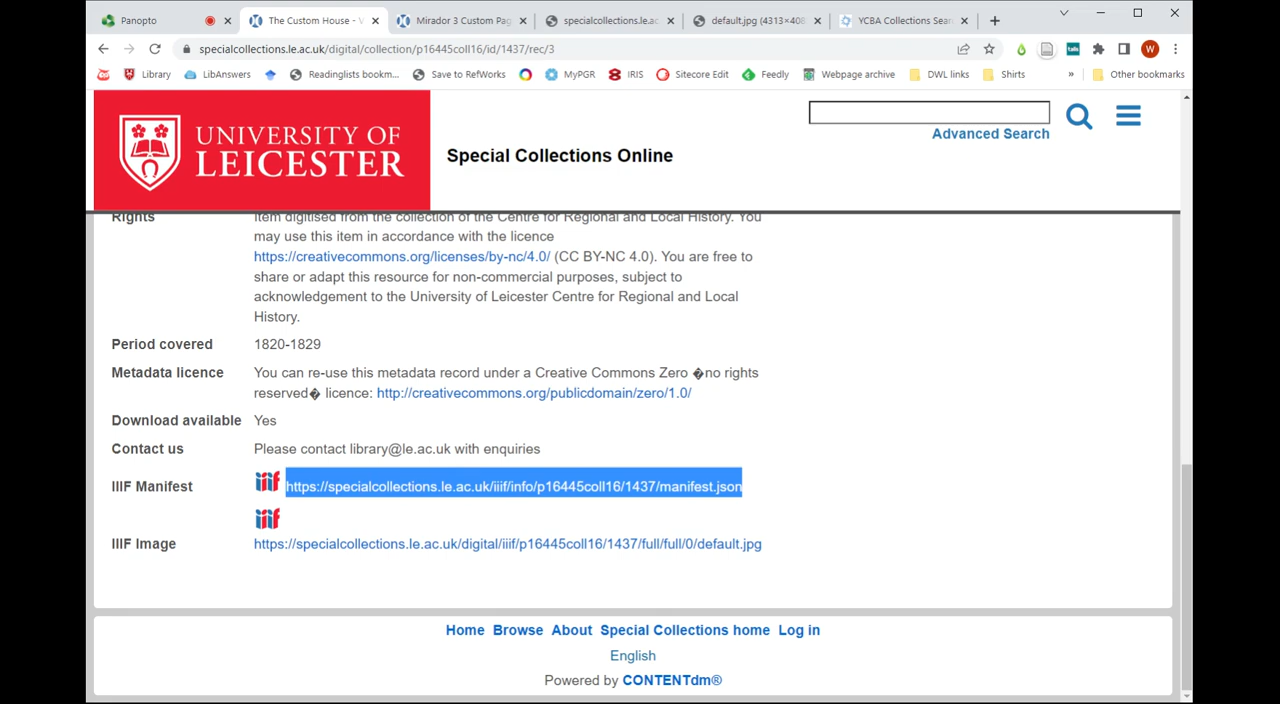 Panopto
The Custom House - V
Mirador 3 Custom Pag
specialcollections.le.ac
default.jpg (4313×408
YCBA Collections Sear
specialcollections.le.ac.uk/digital/collection/p16445coll16/id/1437/rec/3
W
Library
LibAnswers
Readinglists bookm...
Save to RefWorks
MyPGR
IRIS
Sitecore Edit
Feedly
Webpage archive
DWL links
Shirts
»
Other bookmarks
UNIVERSITY OF
LEICESTER
Special Collections Online
Advanced Search
Rights
Item digitised from the collection of the Centre for Regional and Local History. You
may use this item in accordance with the licence
https://creativecommons.org/licenses/by-nc/4.0/ (CC BY-NC 4.0). You are free to
share or adapt this resource for non-commercial purposes, subject to
acknowledgement to the University of Leicester Centre for Regional and Local
History.
Period covered
1820-1829
Metadata licence
You can re-use this metadata record under a Creative Commons Zero �no rights
reserved� licence: http://creativecommons.org/publicdomain/zero/1.0/
Download available
Yes
Contact us
Please contact library@le.ac.uk with enquiries
IIIF Manifest
iiif https://specialcollections.le.ac.uk/iiif/info/p16445coll16/1437/manifest.json
iiif
IIIF Image
https://specialcollections.le.ac.uk/digital/iiif/p16445coll16/1437/full/full/0/default.jpg
Home Browse About Special Collections home Log in
English
Powered by CONTENTdm®